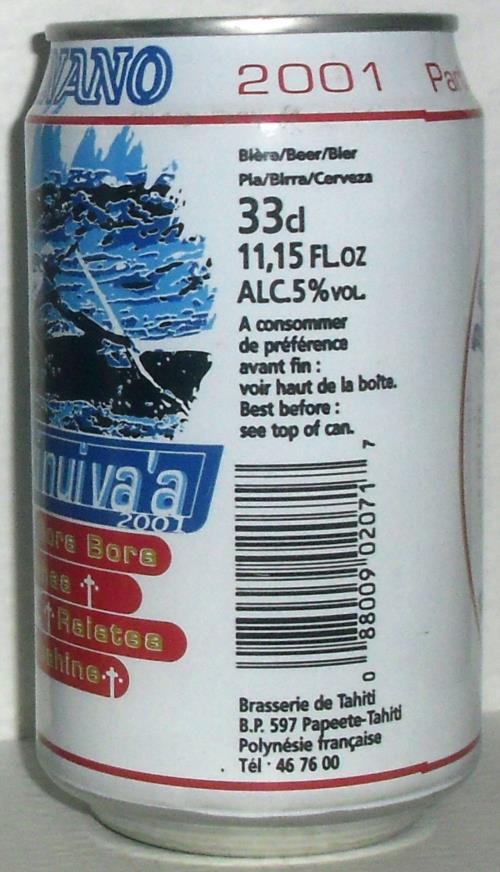 2001
Bière/Beer/Bier
Pia/Birra/Cerveza
33cl
11,15 FL.OZ
ALC.5%VOL.
A consommer
de préférence
avant fin :
voir haut de la boîte.
Best before :
see top of can.
0 88009 02071 7
Brasserie de Tahiti
B.P. 597 Papeete-Tahiti
Polynésie française
Tél · 46 76 00
nui va'a
2001
Bora
Raiatea